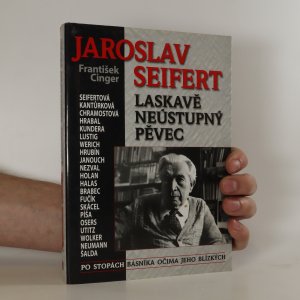 JAROSLAV
SEIFERT
František
Cinger
LASKAVĚ
NEÚSTUPNÝ
PĚVEC
SEIFERTOVÁ
KANTŮRKOVÁ
CHRAMOSTOVÁ
HRABAL
KUNDERA
LUSTIG
WERICH
HRUBÍN
JANOUCH
NEZVAL
HOLAN
HALAS
BRABEC
FUČÍK
SKÁCEL
PÍŠA
OSERS
UTITZ
WOLKER
NEUMANN
ŠALDA
PO STOPÁCH BÁSNÍKA OČIMA JEHO BLÍZKÝCH